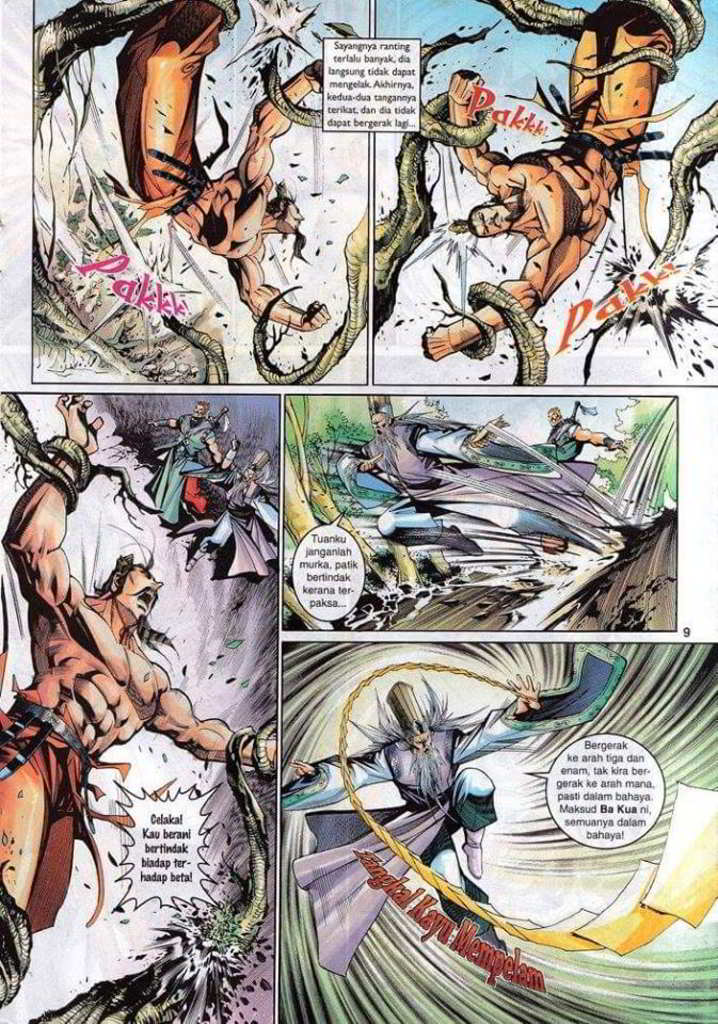 Sayangnya ranting
terlalu banyak, dia
langsung tidak dapat
mengelak. Akhirnya,
kedua-dua tangannya
terikat, dan dia tidak
dapat bergerak lagi...
Pakkk
Pakkk
Pakk
Tuanku
janganlah
murka, patik
bertindak
kerana ter-
paksa...
9
Celaka!
Kau berani
bertindak
biadap ter-
hadap beta!
Bergerak
ke arah tiga dan
enam, tak kira ber-
gerak ke arah mana,
pasti dalam bahaya.
Maksud Ba Kua ni,
semuanya dalam
bahaya!
Kayu Mempelam